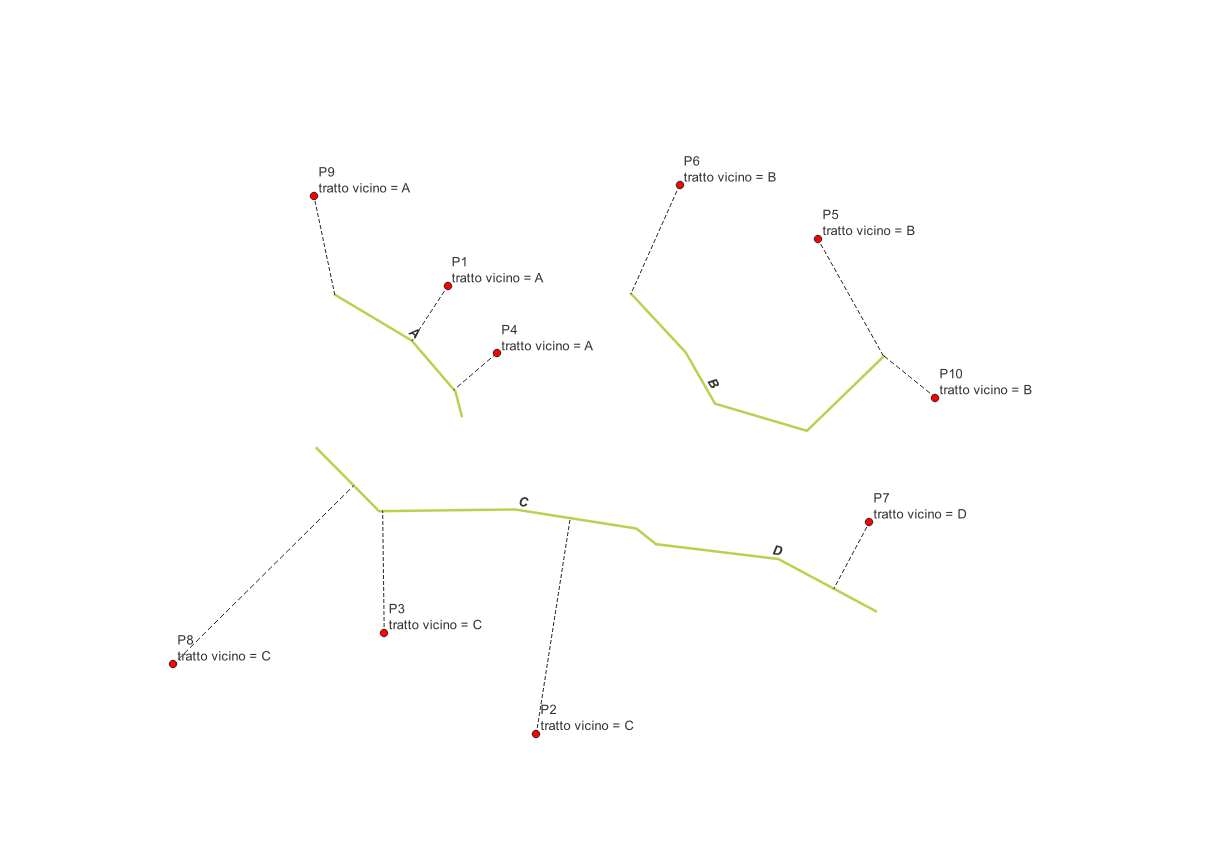 P6
tratto vicino = B
P9
tratto vicino = A
P5
tratto vicino = B
P1
tratto vicino = A
A
P4
tratto vicino = A
P10
tratto vicino = B
B
C
P7
tratto vicino = D
D
P3
tratto vicino = C
P8
tratto vicino = C
P2
tratto vicino = C